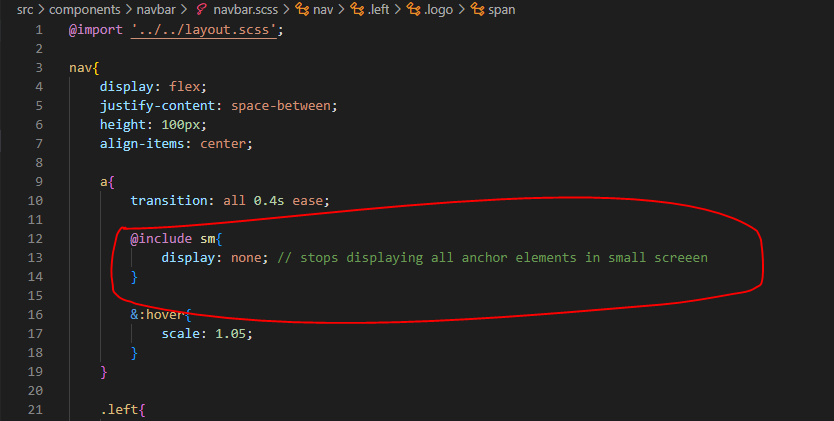 src > components > navbar > navbar.scss > nav > .left > .logo > span
1 @import '../../layout.scss';
2
3 nav{
4 display: flex;
5 justify-content: space-between;
6 height: 100px;
7 align-items: center;
8
9 a{
10 transition: all 0.4s ease;
11
12 @include sm{
13 display: none; // stops displaying all anchor elements in small screeen
14 }
15
16 &:hover{
17 scale: 1.05;
18 }
19 }
20
21 .left{